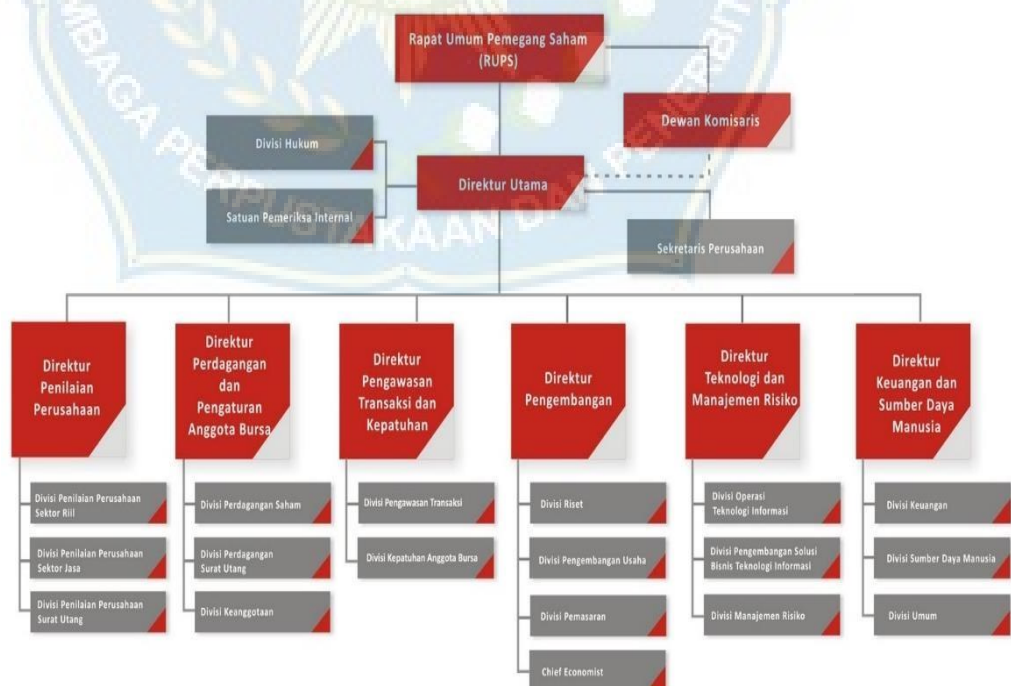 Rapat Umum Pemegang Saham
(RUPS)
Dewan Komisaris
Divisi Hukum
Direktur Utama
Satuan Pemeriksa Internal
Sekretaris Perusahaan
Direktur
Penilaian
Perusahaan
Divisi Penilaian Perusahaan
Sektor Riil
Divisi Penilaian Perusahaan
Sektor Jasa
Divisi Penilaian Perusahaan
Surat Utang
Direktur
Perdagangan
dan
Pengaturan
Anggota Bursa
Divisi Perdagangan Saham
Divisi Perdagangan
Surat Utang
Divisi Keanggotaan
Direktur
Pengawasan
Transaksi dan
Kepatuhan
Divisi Pengawasan Transaksi
Divisi Kepatuhan Anggota Bursa
Direktur
Pengembangan
Divisi Riset
Divisi Pengembangan Usaha
Divisi Pemasaran
Chief Economist
Direktur
Teknologi dan
Manajemen Risiko
Divisi Operasi
Teknologi Informasi
Divisi Pengembangan Solusi
Bisnis Teknologi Informasi
Divisi Manajemen Risiko
Direktur
Keuangan dan
Sumber Daya
Manusia
Divisi Keuangan
Divisi Sumber Daya Manusia
Divisi Umum
PERPUSTAKAAN DAN